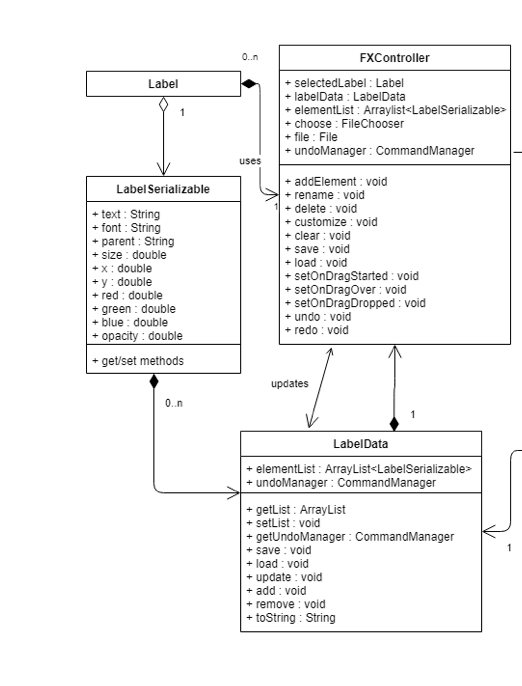 0..n
FXController
Label
+ selectedLabel : Label
+ labelData : LabelData
+ elementList : Arraylist<LabelSerializable>
+ choose : FileChooser
+ file : File
+ undoManager : CommandManager
1
uses
1
+ addElement : void
+ rename : void
+ delete : void
+ customize : void
+ clear : void
+ save : void
+ load : void
+ setOnDragStarted : void
+ setOnDragOver : void
+ setOnDragDropped : void
+ undo : void
+ redo : void
LabelSerializable
+ text : String
+ font : String
+ parent : String
+ size : double
+ x : double
+ y : double
+ red : double
+ green : double
+ blue : double
+ opacity : double
+ get/set methods
updates
0..n
1
LabelData
+ elementList : ArrayList<LabelSerializable>
+ undoManager : CommandManager
+ getList : ArrayList
+ setList : void
+ getUndoManager : CommandManager
+ save : void
+ load : void
+ update : void
+ add : void
+ remove : void
+ toString : String
1